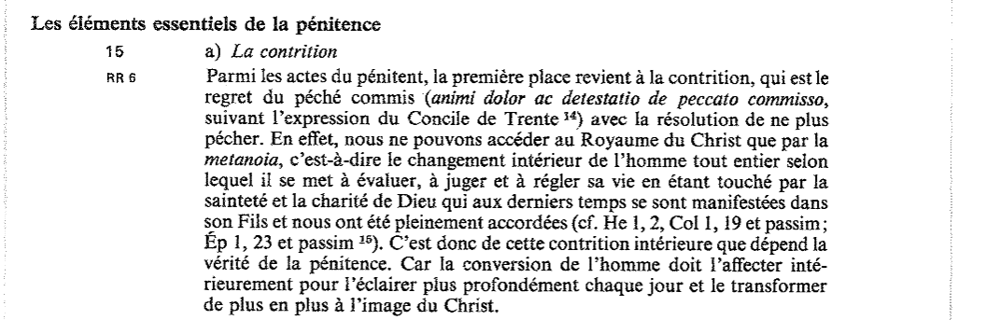 Les éléments essentiels de la pénitence
15 a) La contrition
RR 6 Parmi les actes du pénitent, la première place revient à la contrition, qui est le
regret du péché commis (animi dolor ac detestatio de peccato commisso,
suivant l'expression du Concile de Trente 14) avec la résolution de ne plus
pécher. En effet, nous ne pouvons accéder au Royaume du Christ que par la
metanoia, c'est-à-dire le changement intérieur de l'homme tout entier selon
lequel il se met à évaluer, à juger et à régler sa vie en étant touché par la
sainteté et la charité de Dieu qui aux derniers temps se sont manifestées dans
son Fils et nous ont été pleinement accordées (cf. He 1, 2, Col 1, 19 et passim;
Ép 1, 23 et passim 15). C'est donc de cette contrition intérieure que dépend la
vérité de la pénitence. Car la conversion de l'homme doit l'affecter inté-
rieurement pour l'éclairer plus profondément chaque jour et le transformer
de plus en plus à l'image du Christ.